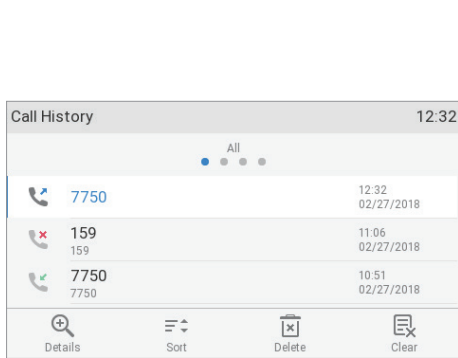 Call History 12:32
All
7750 12:32
02/27/2018
159 11:06
159 02/27/2018
7750 10:51
7750 02/27/2018
Details Sort Delete Clear